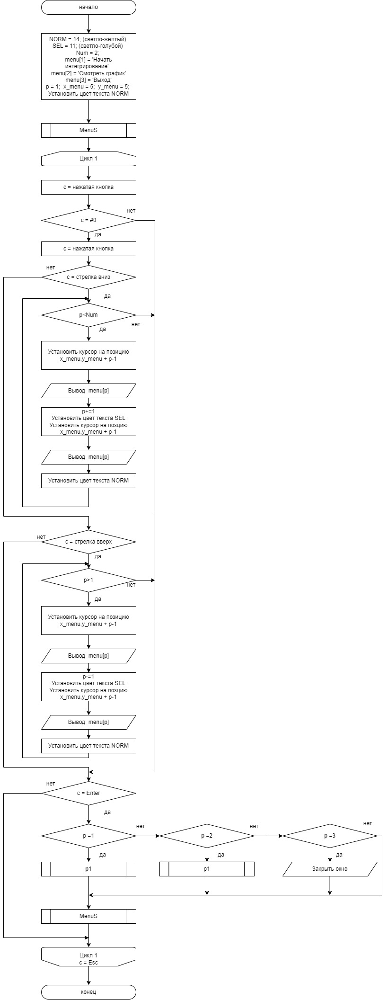 начало
NORM = 14; (светло-жёлтый)
SEL = 11; (светло-голубой)
Num = 2;
menu[1] = 'Начать
интегрирование'
menu[2] = 'Смотреть график'
menu[3] = 'Выход'
p = 1; x_menu = 5; y_menu = 5;
Установить цвет текста NORM
MenuS
Цикл 1
c = нажатая кнопка
нет
c = #0
да
c = нажатая кнопка
нет
c = стрелка вниз
да
p<Num
нет
да
Установить курсор на позицию
x_menu,y_menu + p-1
Вывод menu[p]
p+=1
Установить цвет текста SEL
Установить курсор на позцию
x_menu,y_menu + p-1
Вывод menu[p]
Установить цвет текста NORM
нет
c = стрелка вверх
да
p>1
нет
да
Установить курсор на позицию
x_menu,y_menu + p-1
Вывод menu[p]
p-=1
Установить цвет текста SEL
Установить курсор на позцию
x_menu,y_menu + p-1
Вывод menu[p]
Установить цвет текста NORM
нет
c = Enter
да
нет
нет
нет
p =1
p =2
p =3
да
да
да
p1
p1
Закрыть окно
MenuS
Цикл 1
c = Esc
конец